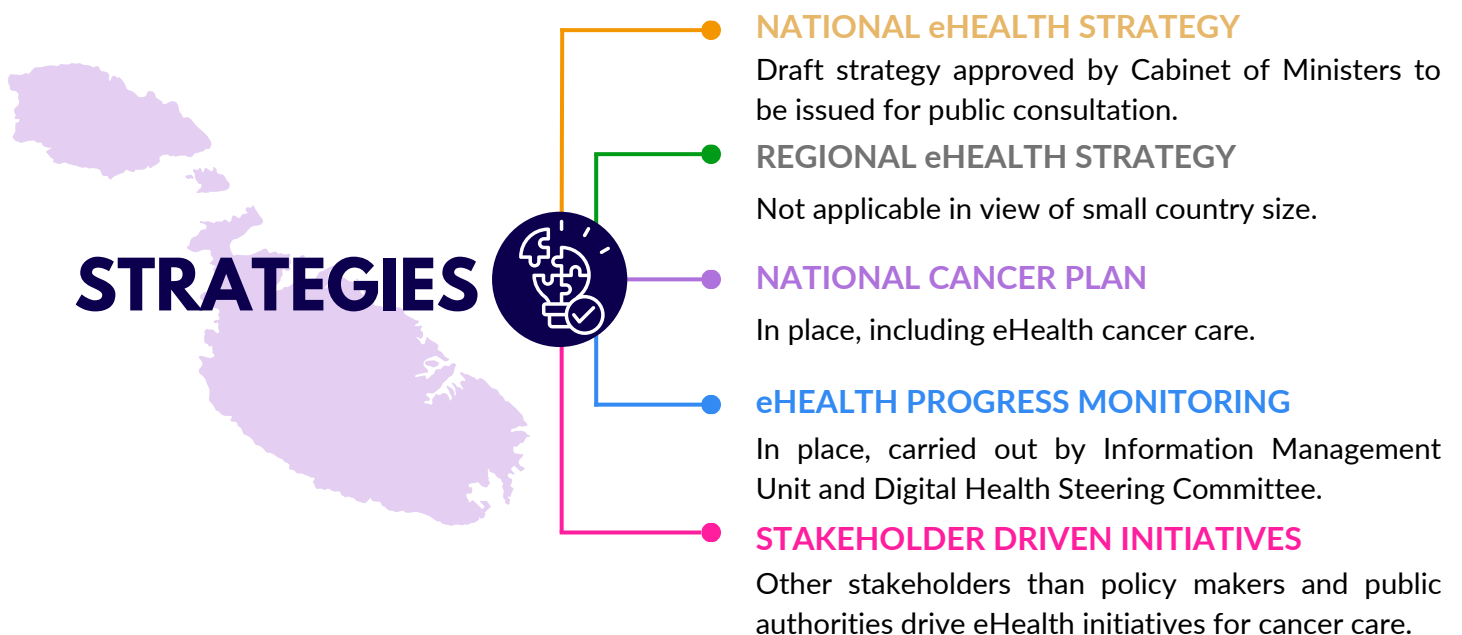 STRATEGIES
NATIONAL eHEALTH STRATEGY
Draft strategy approved by Cabinet of Ministers to
be issued for public consultation.
REGIONAL eHEALTH STRATEGY
Not applicable in view of small country size.
NATIONAL CANCER PLAN
In place, including eHealth cancer care.
eHEALTH PROGRESS MONITORING
In place, carried out by Information Management
Unit and Digital Health Steering Committee.
STAKEHOLDER DRIVEN INITIATIVES
Other stakeholders than policy makers and public
authorities drive eHealth initiatives for cancer care.